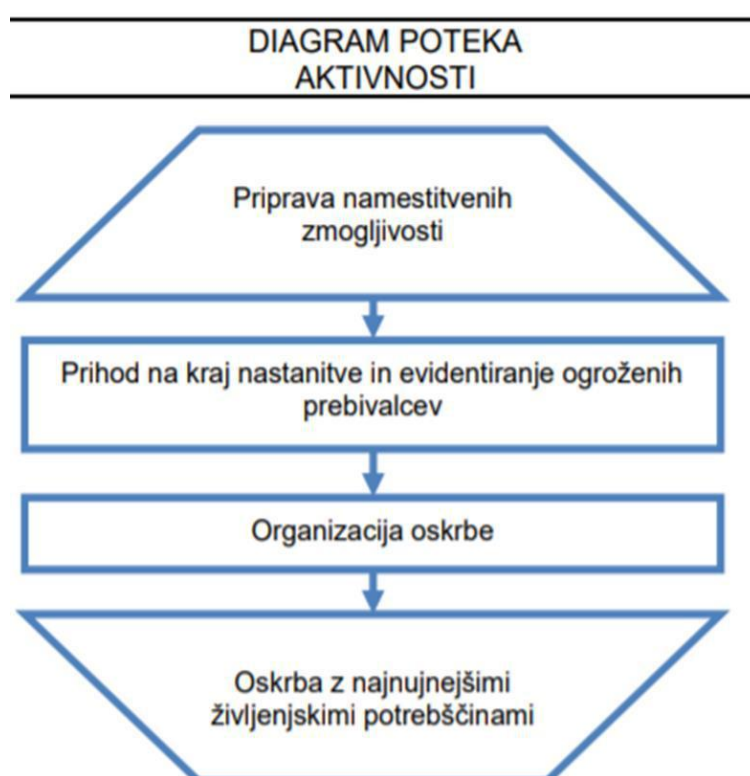 DIAGRAM POTEKA
AKTIVNOSTI
Priprava namestitvenih
zmogljivosti
Prihod na kraj nastanitve in evidentiranje ogroženih
prebivalcev
Organizacija oskrbe
Oskrba z najnujnejšimi
življenjskimi potrebščinami